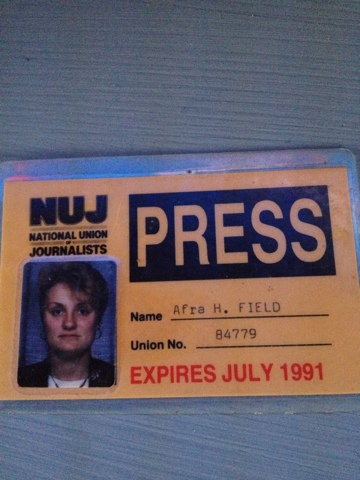 NUJ
NATIONAL UNION
OF
JOURNALISTS
PRESS
Name Afra H. FIELD
Union No. 84779
EXPIRES JULY 1991